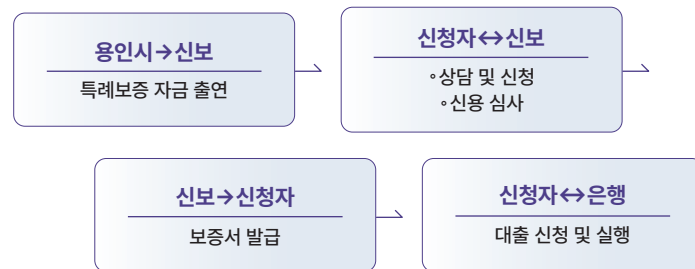 용인시→신보
특례보증 자금 출연
신청자↔신보
∘상담 및 신청
∘신용 심사
신보→신청자
보증서 발급
신청자↔은행
대출 신청 및 실행